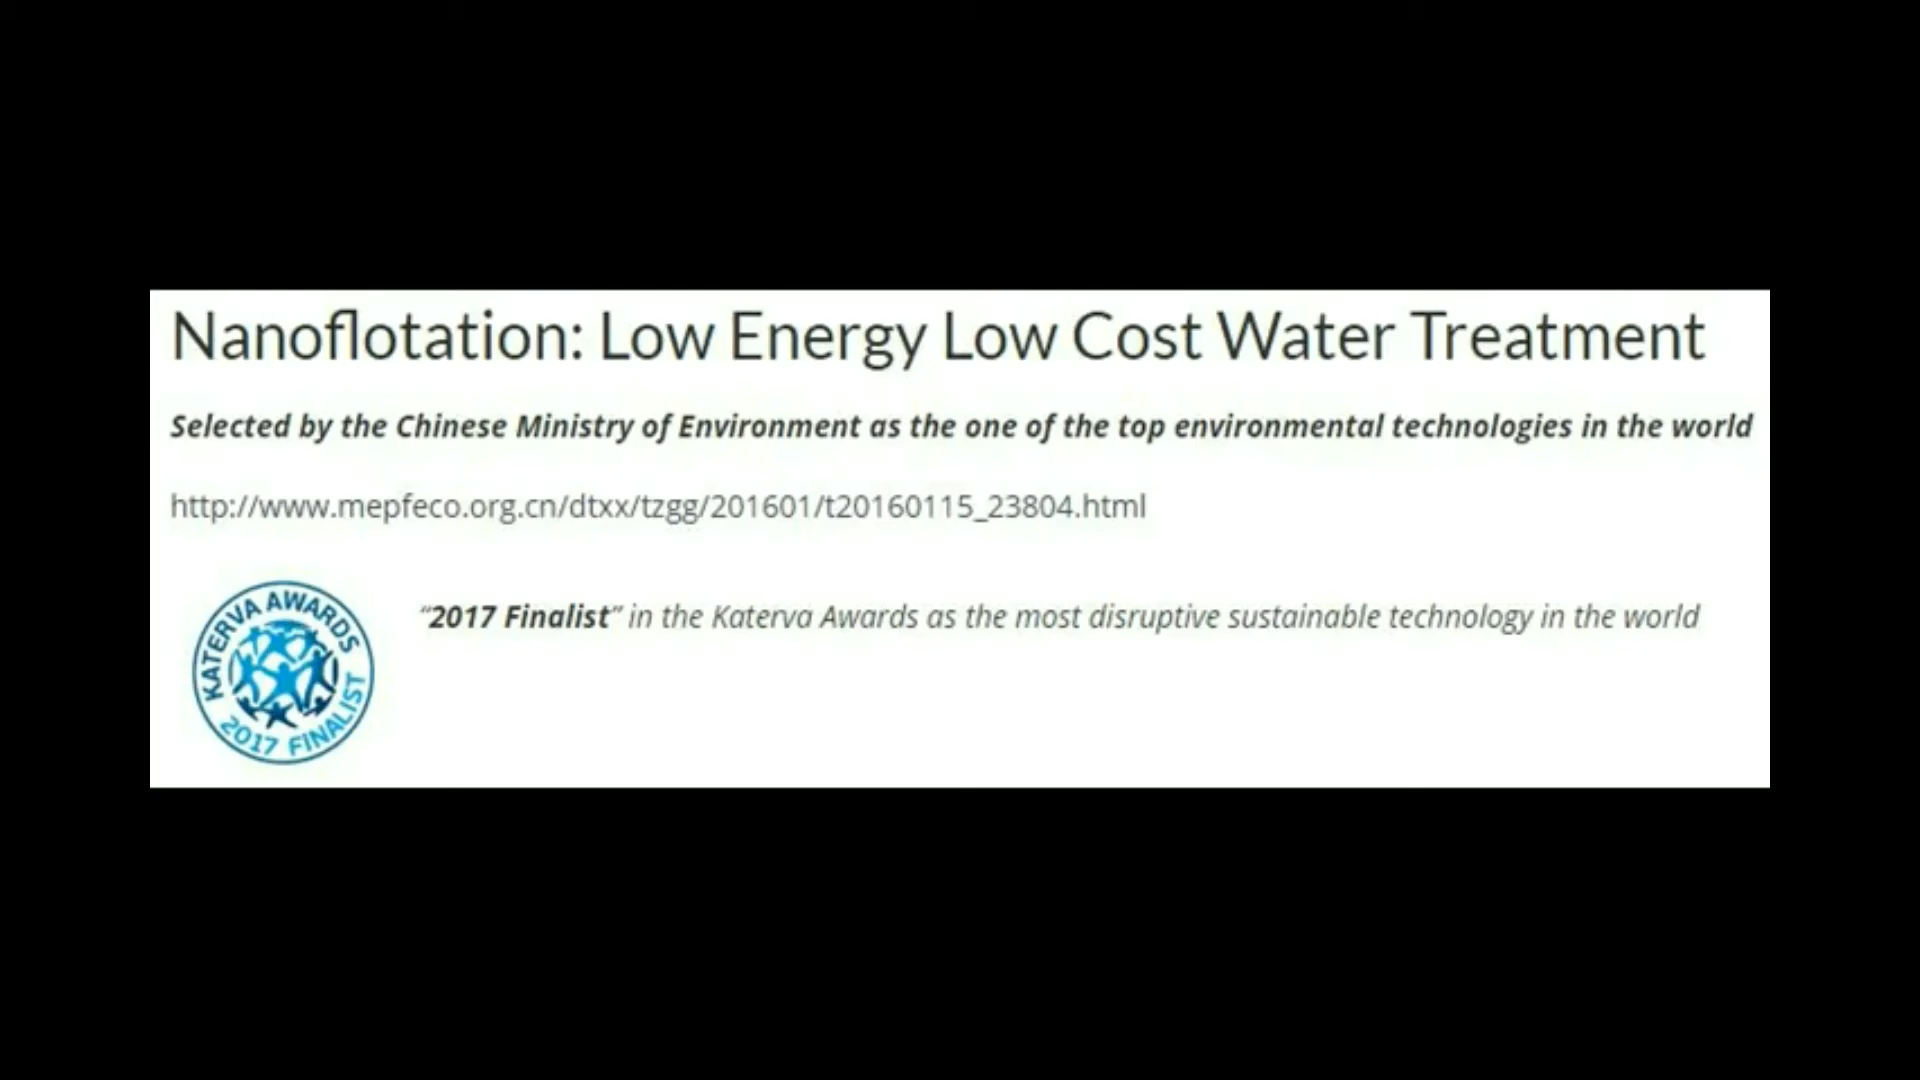 Nanoflotation: Low Energy Low Cost Water Treatment
Selected by the Chinese Ministry of Environment as the one of the top environmental technologies in the world
http://www.mepfeco.org.cn/dtxx/tzgg/201601/t20160115_23804.html
KATERVA AWARDS
2017 FINALIST
“2017 Finalist” in the Katerva Awards as the most disruptive sustainable technology in the world